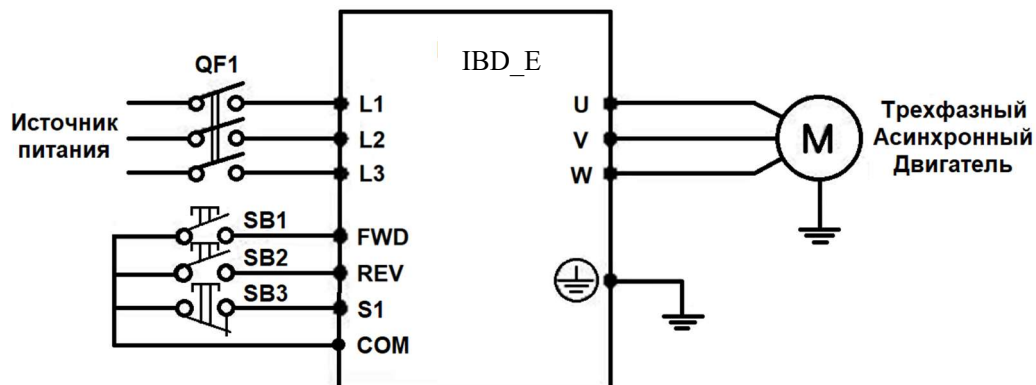 IBD_E
QF1
Источник
питания
L1
L2
L3
U
V
W
M
Трехфазный
Асинхронный
Двигатель
SB1
FWD
SB2
REV
SB3
S1
COM